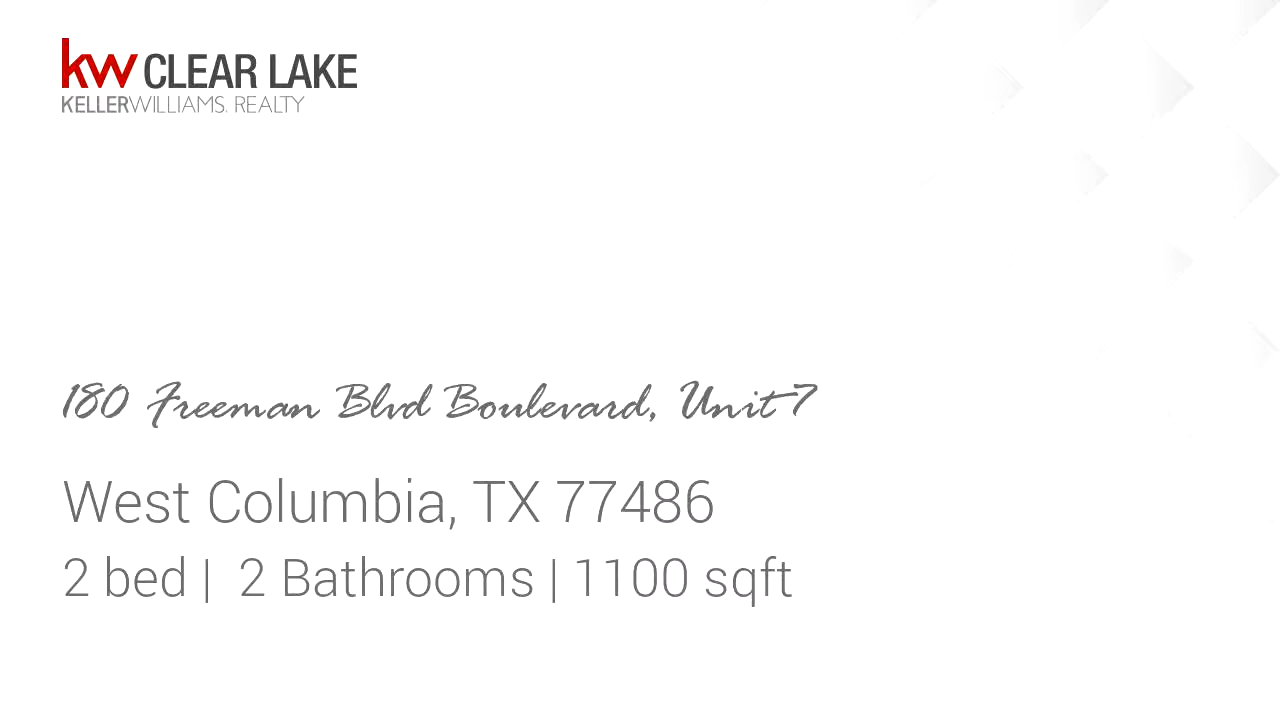 kw CLEAR LAKE
KELLERWILLIAMS. REALTY
180 Freeman Blvd Boulevard, Unit 7
West Columbia, TX 77486
2 bed | 2 Bathrooms | 1100 sqft